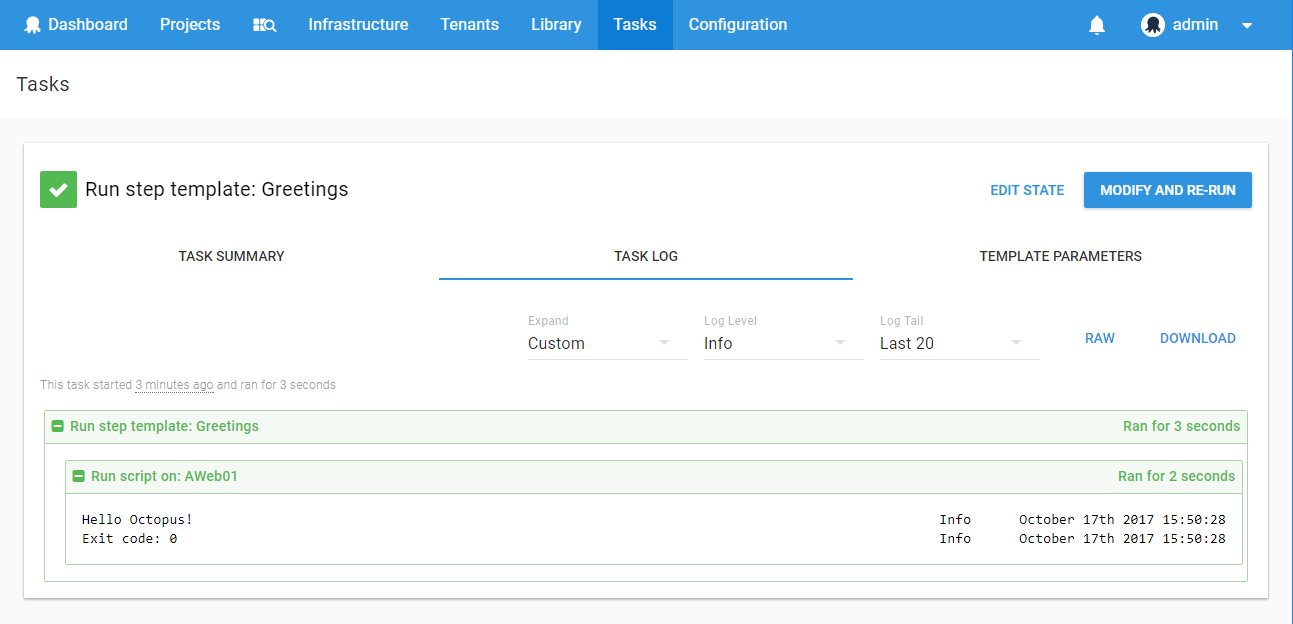 Dashboard Projects Infrastructure Tenants Library Tasks Configuration admin
Tasks
Run step template: Greetings EDIT STATE MODIFY AND RE-RUN
TASK SUMMARY TASK LOG TEMPLATE PARAMETERS
Expand Log Level Log Tail
Custom Info Last 20 RAW DOWNLOAD
This task started 3 minutes ago and ran for 3 seconds
Run step template: Greetings Ran for 3 seconds
Run script on: AWeb01 Ran for 2 seconds
Hello Octopus! Info October 17th 2017 15:50:28
Exit code: 0 Info October 17th 2017 15:50:28